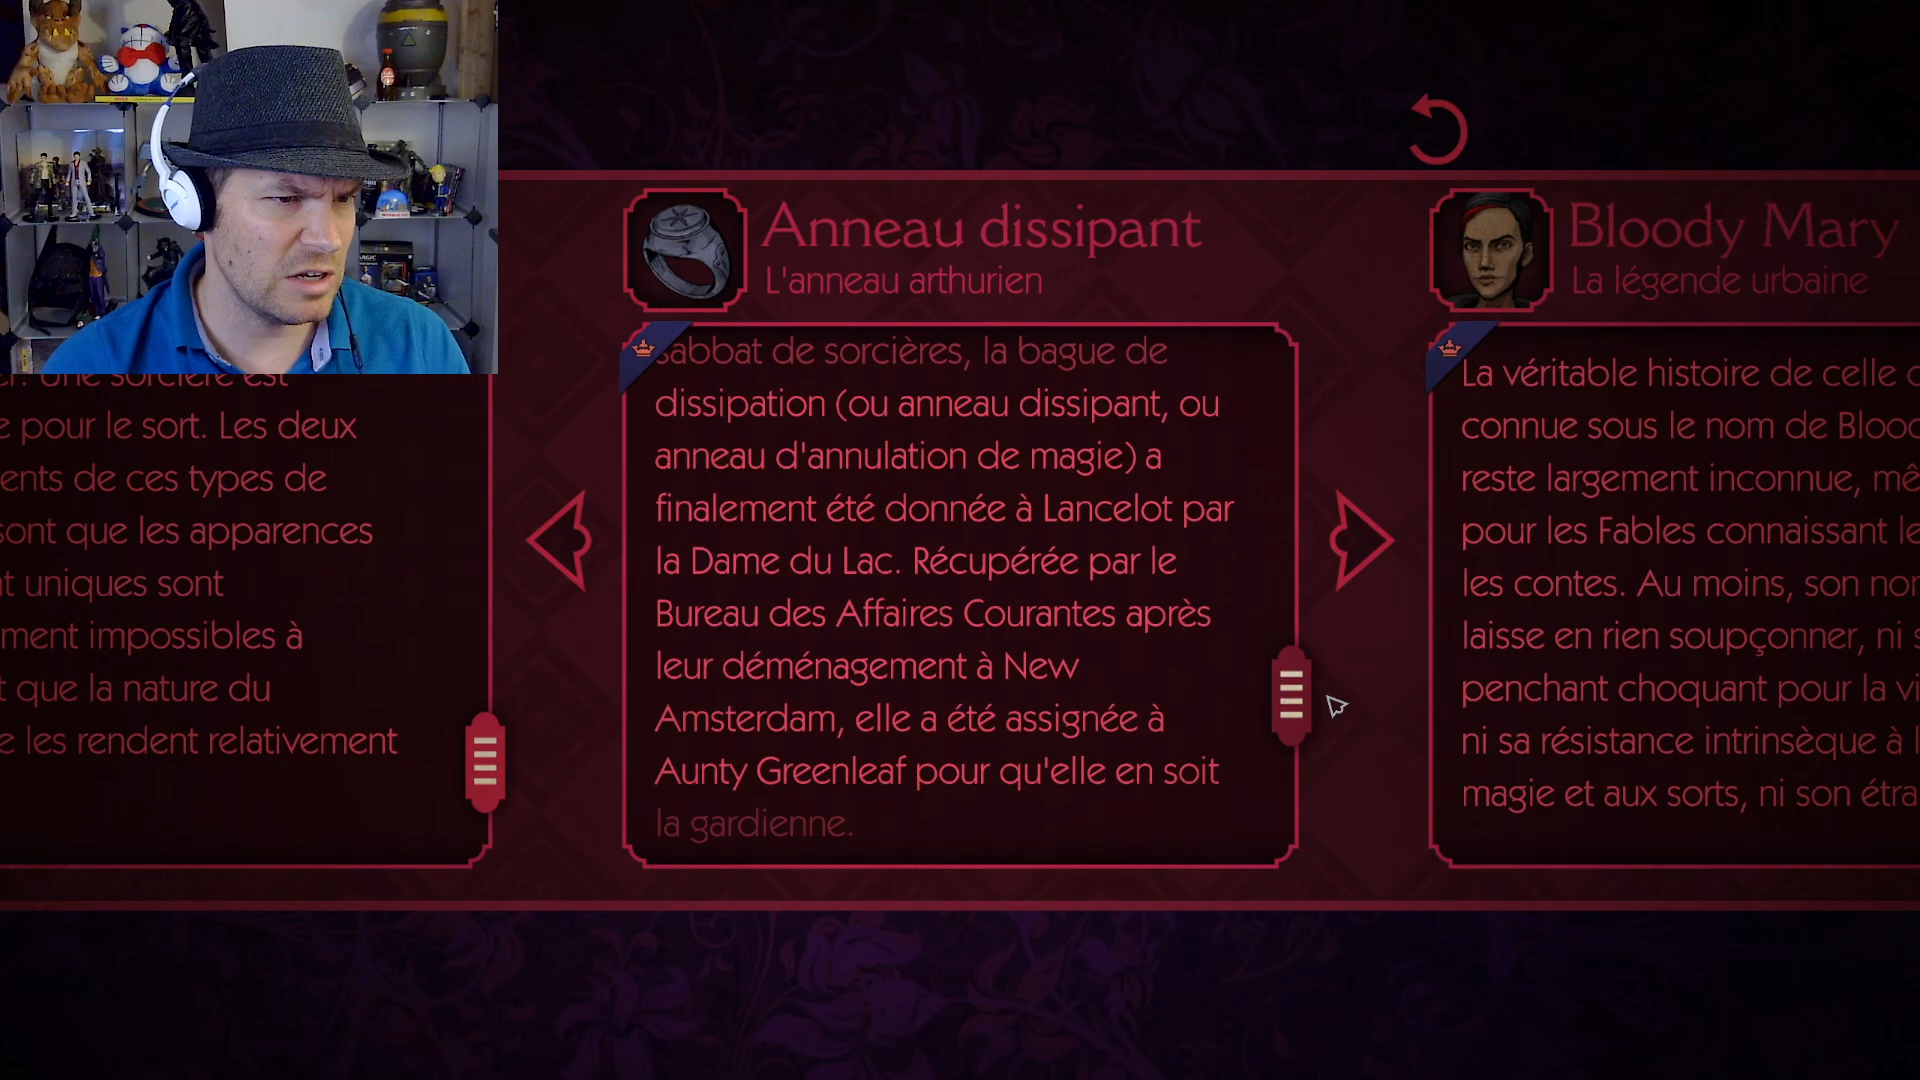 Anneau dissipant
L'anneau arthurien
sabbat de sorcières, la bague de
dissipation (ou anneau dissipant, ou
anneau d'annulation de magie) a
finalement été donnée à Lancelot par
la Dame du Lac. Récupérée par le
Bureau des Affaires Courantes après
leur déménagement à New
Amsterdam, elle a été assignée à
Aunty Greenleaf pour qu'elle en soit
la gardienne.
Bloody Mary
La légende urbaine
La véritable histoire de celle
connue sous le nom de
reste largement inconnue,
pour les Fables connaissant
les contes. Au moins, son
laisse en rien soupçonner, ni
penchant choquant pour la
ni sa résistance intrinsèque à
magie et aux sorts, ni son
Une sorcière est
pour le sort. Les deux
de ces types de
sont que les apparences
uniques sont
impossibles à
que la nature du
les rendent relativement